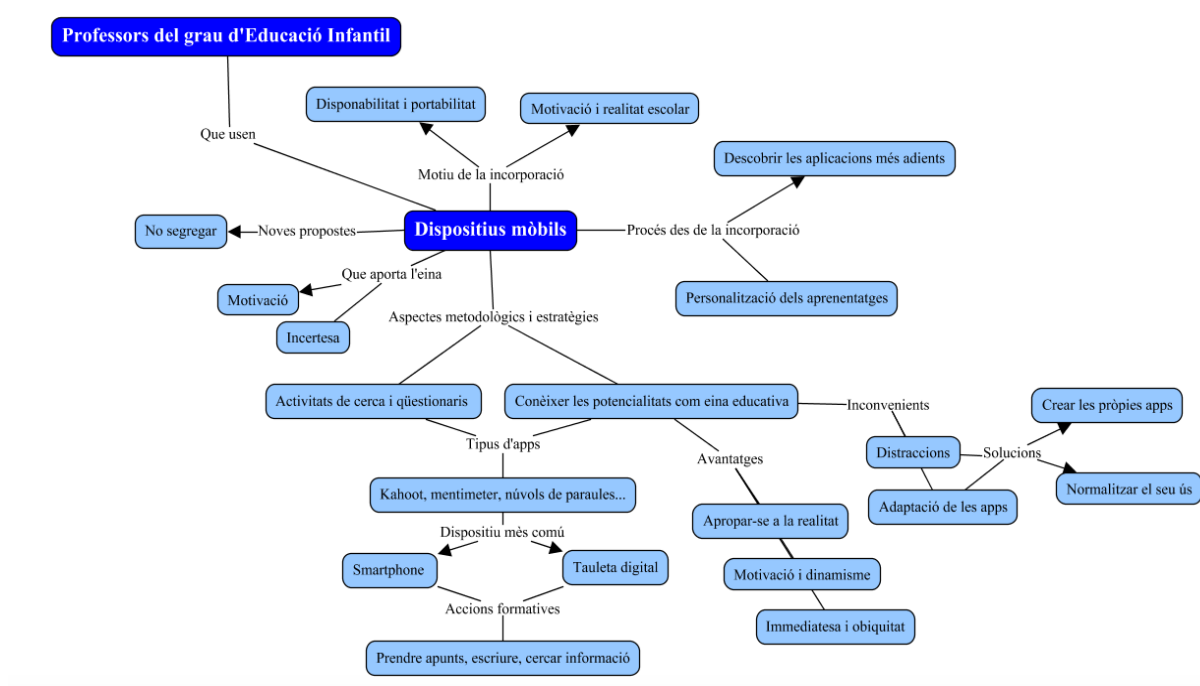 Professors del grau d'Educació Infantil
Disponabilitat i portabilitat
Motivació i realitat escolar
Que usen
Descobrir les aplicacions més adients
Motiu de la incorporació
No segregar
Noves propostes
Dispositius mòbils
Procés des de la incorporació
Que aporta l'eina
Motivació
Personalització dels aprenentatges
Incertesa
Aspectes metodològics i estratègies
Activitats de cerca i qüestionaris
Conèixer les potencialitats com eina educativa
Inconvenients
Crear les pròpies apps
Tipus d'apps
Avantatges
Distraccions
Solucions
Kahoot, mentimeter, núvols de paraules...
Normalitzar el seu ús
Adaptació de les apps
Apropar-se a la realitat
Dispositiu mès comú
Smartphone
Tauleta digital
Motivació i dinamisme
Accions formatives
Immediatesa i obiquitat
Prendre apunts, escriure, cercar informació